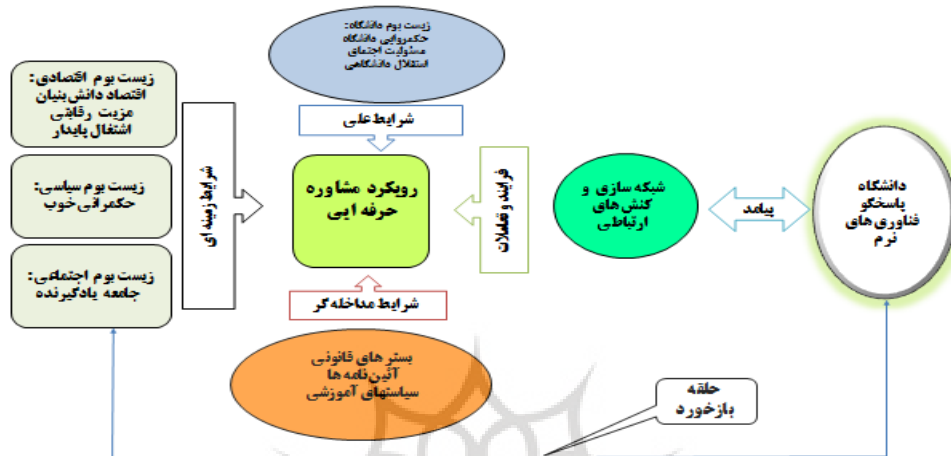 زیست بوم دانشگاه:
حکمروایی دانشگاه
مسئولیت اجتماعی
استقلال دانشگاهی
شرایط علی
زیست بوم اقتصادی:
اقتصاد دانش‌بنیان
مزیت رقابتی
اشتغال پایدار
زیست بوم سیاسی:
حکمرانی خوب
زیست بوم اجتماعی:
جامعه یادگیرنده
شرایط زمینه ای
رویکرد مشاوره
حرفه ایی
فرایند و تعاملات
شبکه سازی و
کنش‌های
ارتباطی
پیامد
دانشگاه
پاسخگو
فناوری‌های
نرم
شرایط مداخله گر
بستر های قانونی
آئین‌نامه ها
سیاستهای آموزشی
حلقه
بازخورد